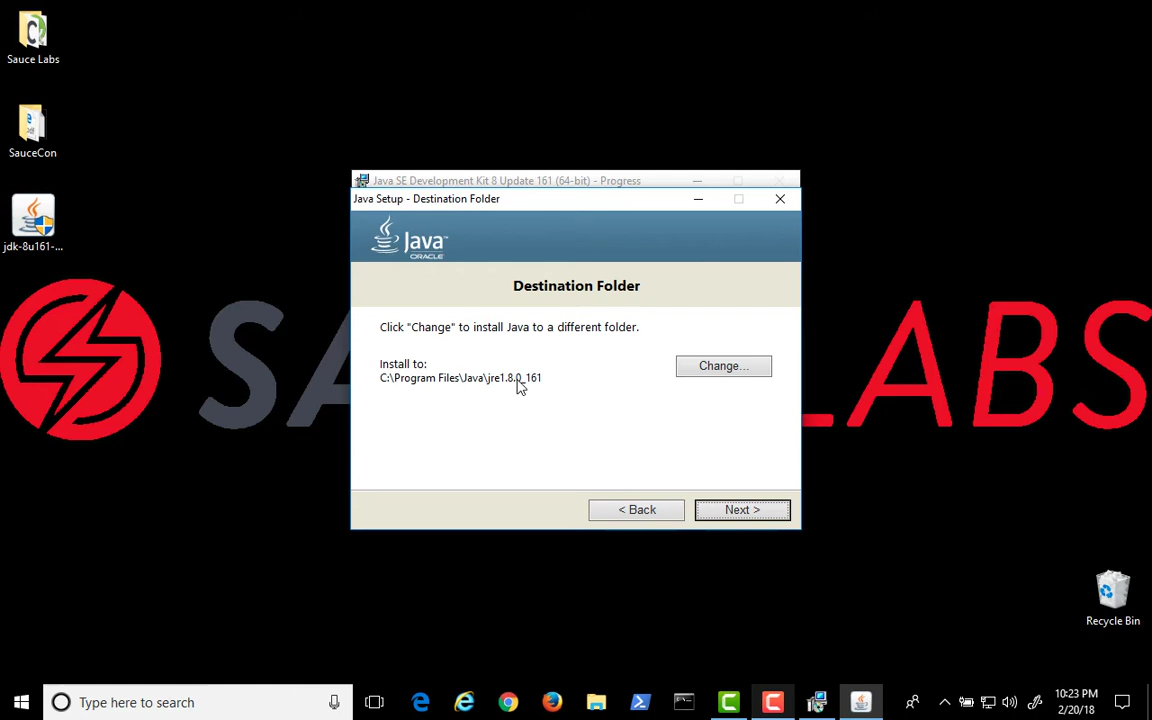 Sauce Labs
SauceCon
jdk-8u161-...
Java SE Development Kit 8 Update 161 (64-bit) - Progress
Java Setup - Destination Folder
Java
ORACLE
Destination Folder
Click "Change" to install Java to a different folder.
Install to:
C:\Program Files\Java\jre1.8.0_161
Change...
< Back
Next >
SA
LABS
Recycle Bin
Type here to search
10:23 PM
2/20/18